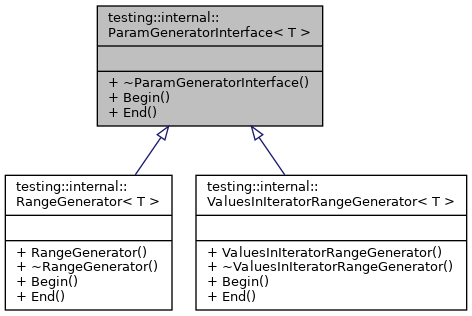 testing::internal::
ParamGeneratorInterface< T >
+ ~ParamGeneratorInterface()
+ Begin()
+ End()
testing::internal::
RangeGenerator< T >
+ RangeGenerator()
+ ~RangeGenerator()
+ Begin()
+ End()
testing::internal::
ValuesInIteratorRangeGenerator< T >
+ ValuesInIteratorRangeGenerator()
+ ~ValuesInIteratorRangeGenerator()
+ Begin()
+ End()